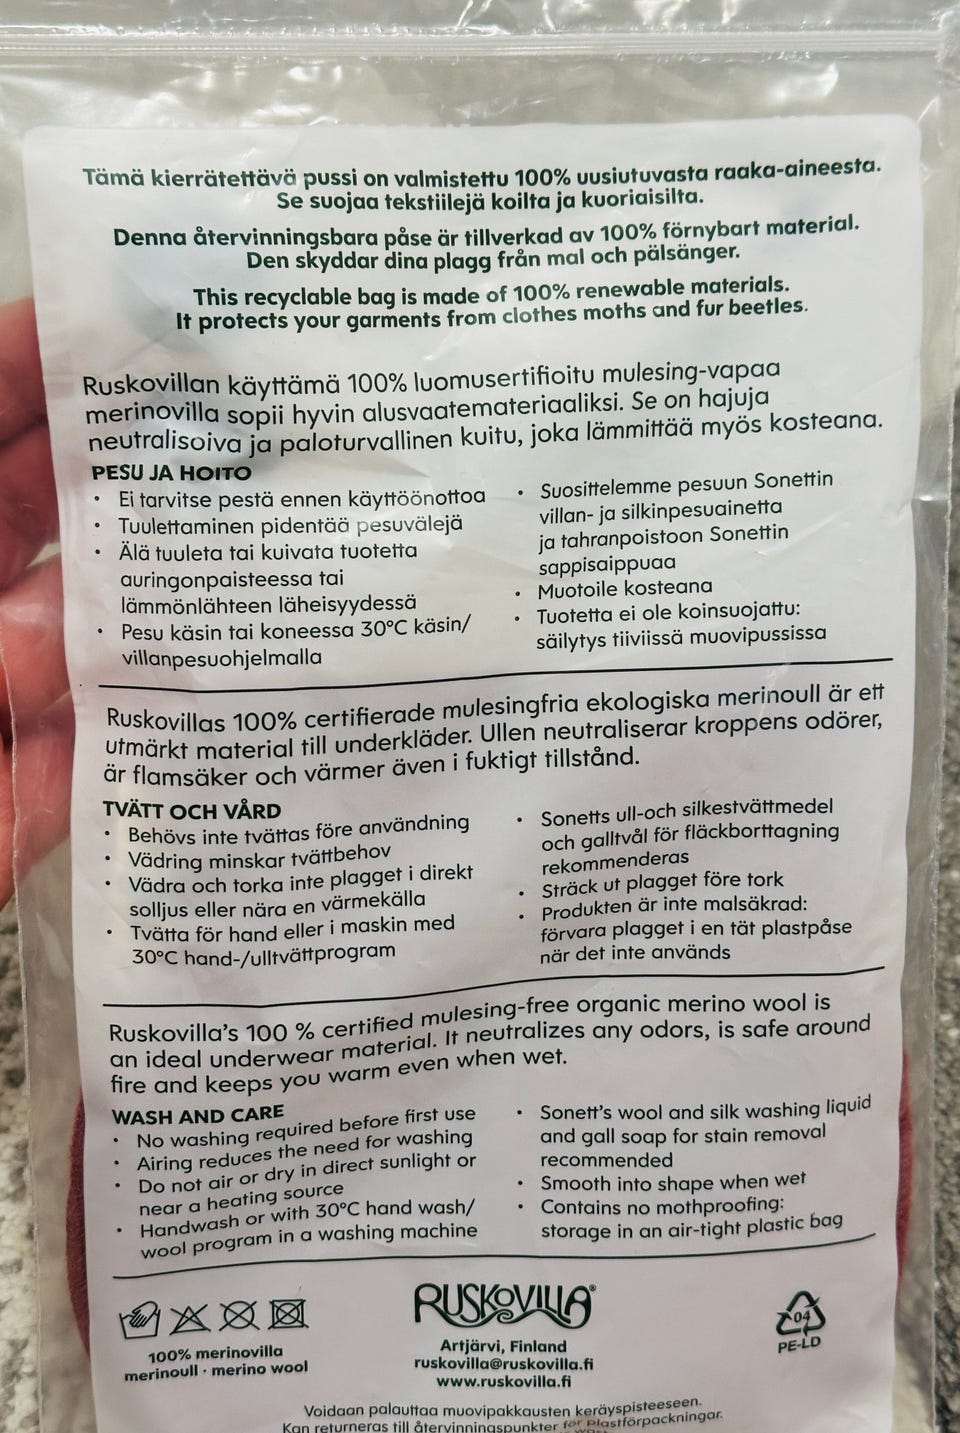 Tämä kierrätettävä pussi on valmistettu 100% uusiutuvasta raaka-aineesta.
Se suojaa tekstiilejä koilta ja kuoriaisilta.
Denna återvinningsbara påse är tillverkad av 100% förnybart material.
Den skyddar dina plagg från mal och pälsänger.
This recyclable bag is made of 100% renewable materials.
It protects your garments from clothes moths and fur beetles.
Ruskovillan käyttämä 100% luomusertifioitu mulesing-vapaa
merinovilla sopii hyvin alusvaatemateriaaliksi. Se on hajuja
neutralisoiva ja paloturvallinen kuitu, joka lämmittää myös kosteana.
PESU JA HOITO
• Ei tarvitse pestä ennen käyttöönottoa
• Tuulettaminen pidentää pesuvälejä
• Älä tuuleta tai kuivata tuotetta
auringonpaisteessa tai
lämmönlähteen läheisyydessä
• Pesu käsin tai koneessa 30°C käsin/
villanpesuohjelmalla
• Suosittelemme pesuun Sonettin
villan- ja silkinpesuainetta
ja tahranpoistoon Sonettin
sappisaippuaa
• Muotoile kosteana
• Tuotetta ei ole koinsuojattu:
säilytys tiiviissä muovipussissa
Ruskovillas 100% certifierade mulesingfria ekologiska merinoull är ett
utmärkt material till underkläder. Ullen neutraliserar kroppens odörer,
är flamsäker och värmer även i fuktigt tillstånd.
TVÄTT OCH VÅRD
• Behövs inte tvättas före användning
• Vädring minskar tvättbehov
• Vädra och torka inte plagget i direkt
solljus eller nära en värmekälla
• Tvätta för hand eller i maskin med
30°C hand-/ulltvättprogram
• Sonetts ull-och silkestvättmedel
och galltvål för fläckborttagning
rekommenderas
• Sträck ut plagget före tork
• Produkten är inte malsäkrad:
förvara plagget i en tät plastpåse
när det inte används
Ruskovilla's 100 % certified mulesing-free organic merino wool is
an ideal underwear material. It neutralizes any odors, is safe around
fire and keeps you warm even when wet.
WASH AND CARE
• No washing required before first use
• Airing reduces the need for washing
• Do not air or dry in direct sunlight or
near a heating source
• Handwash or with 30°C hand wash/
wool program in a washing machine
• Sonett's wool and silk washing liquid
and gall soap for stain removal
recommended
• Smooth into shape when wet
• Contains no mothproofing:
storage in an air-tight plastic bag
100% merinovilla
merinoull · merino wool
RUSKOVILLA®
Artjärvi, Finland
ruskovilla@ruskovilla.fi
www.ruskovilla.fi
04
PE-LD
Voidaan palauttaa muovipakkausten keräyspisteeseen.
Kan returneras till återvinningspunkter för plastförpackningar.